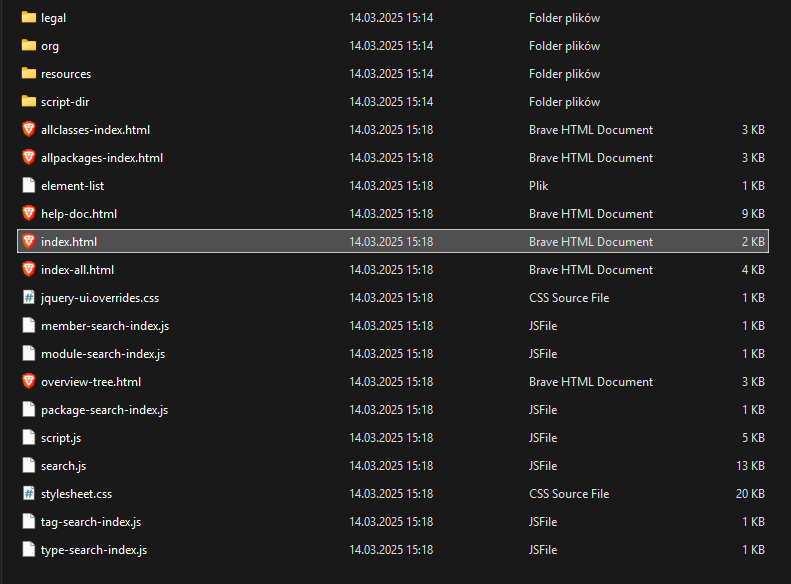 legal 14.03.2025 15:14 Folder plików
org 14.03.2025 15:14 Folder plików
resources 14.03.2025 15:14 Folder plików
script-dir 14.03.2025 15:14 Folder plików
allclasses-index.html 14.03.2025 15:18 Brave HTML Document 3 KB
allpackages-index.html 14.03.2025 15:18 Brave HTML Document 3 KB
element-list 14.03.2025 15:18 Plik 1 KB
help-doc.html 14.03.2025 15:18 Brave HTML Document 9 KB
index.html 14.03.2025 15:18 Brave HTML Document 2 KB
index-all.html 14.03.2025 15:18 Brave HTML Document 4 KB
jquery-ui.overrides.css 14.03.2025 15:18 CSS Source File 1 KB
member-search-index.js 14.03.2025 15:18 JSFile 1 KB
module-search-index.js 14.03.2025 15:18 JSFile 1 KB
overview-tree.html 14.03.2025 15:18 Brave HTML Document 3 KB
package-search-index.js 14.03.2025 15:18 JSFile 1 KB
script.js 14.03.2025 15:18 JSFile 5 KB
search.js 14.03.2025 15:18 JSFile 13 KB
stylesheet.css 14.03.2025 15:18 CSS Source File 20 KB
tag-search-index.js 14.03.2025 15:18 JSFile 1 KB
type-search-index.js 14.03.2025 15:18 JSFile 1 KB